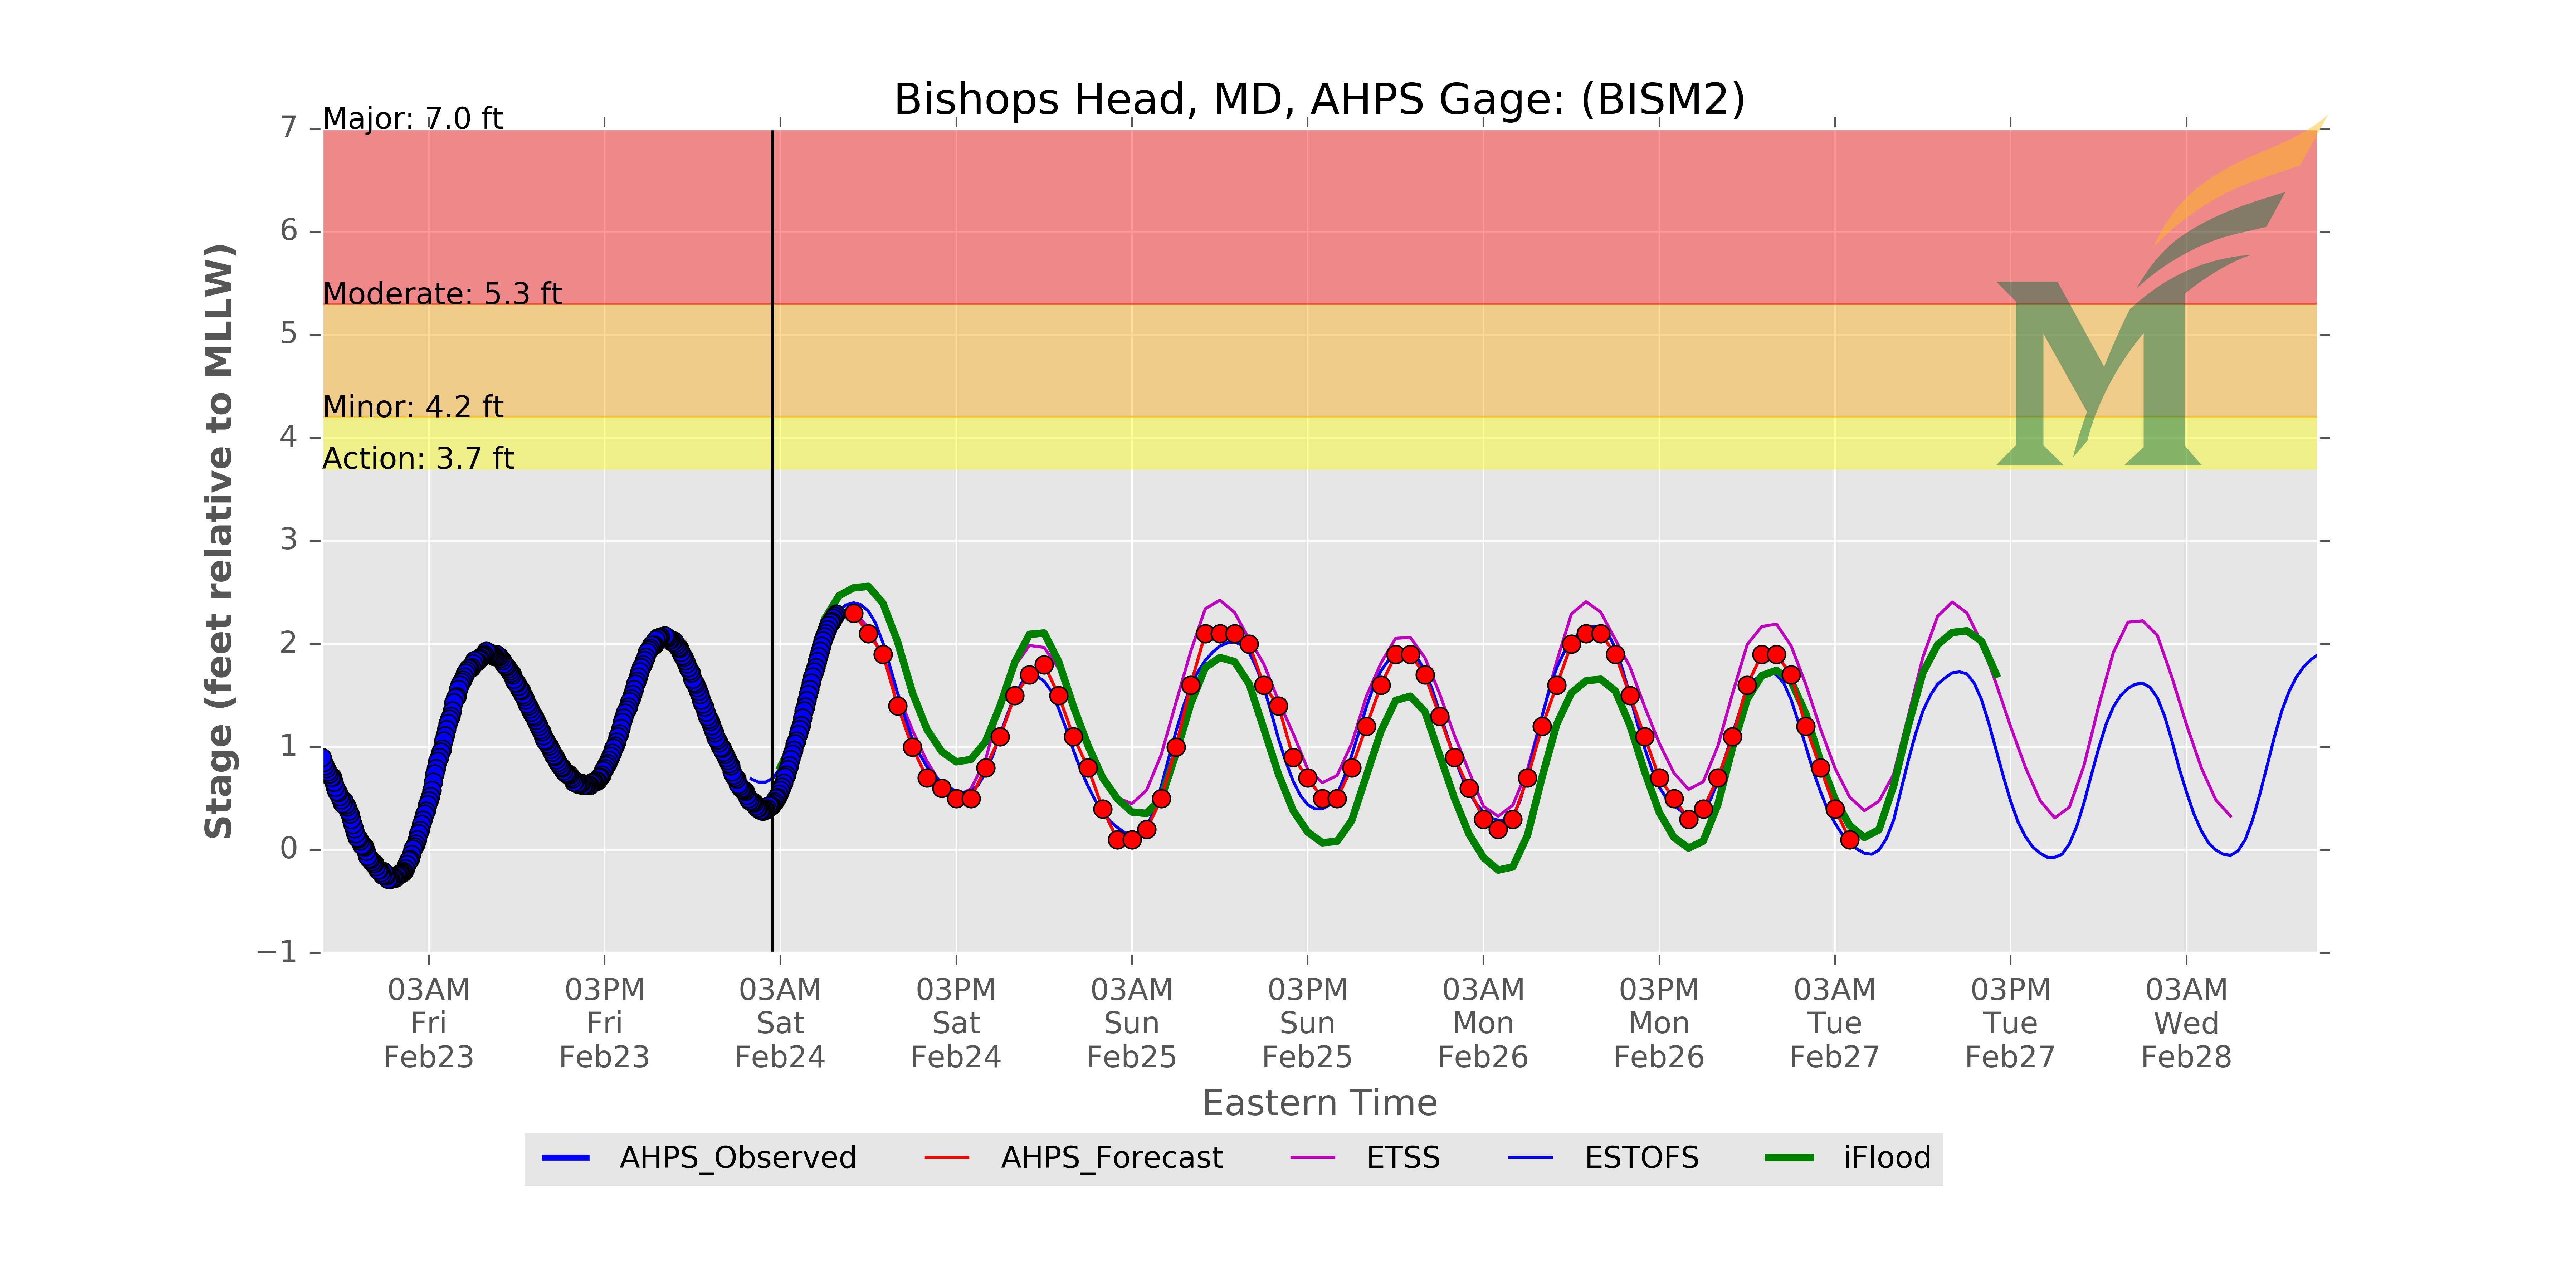 Bishops Head, MD, AHPS Gage: (BISM2)
Major: 7.0 ft
Moderate: 5.3 ft
Minor: 4.2 ft
Action: 3.7 ft
Stage (feet relative to MLLW)
7
6
5
4
3
2
1
0
−1
03AM Fri Feb23
03PM Fri Feb23
03AM Sat Feb24
03PM Sat Feb24
03AM Sun Feb25
03PM Sun Feb25
03AM Mon Feb26
03PM Mon Feb26
03AM Tue Feb27
03PM Tue Feb27
03AM Wed Feb28
Eastern Time
AHPS_Observed
AHPS_Forecast
ETSS
ESTOFS
iFlood
M